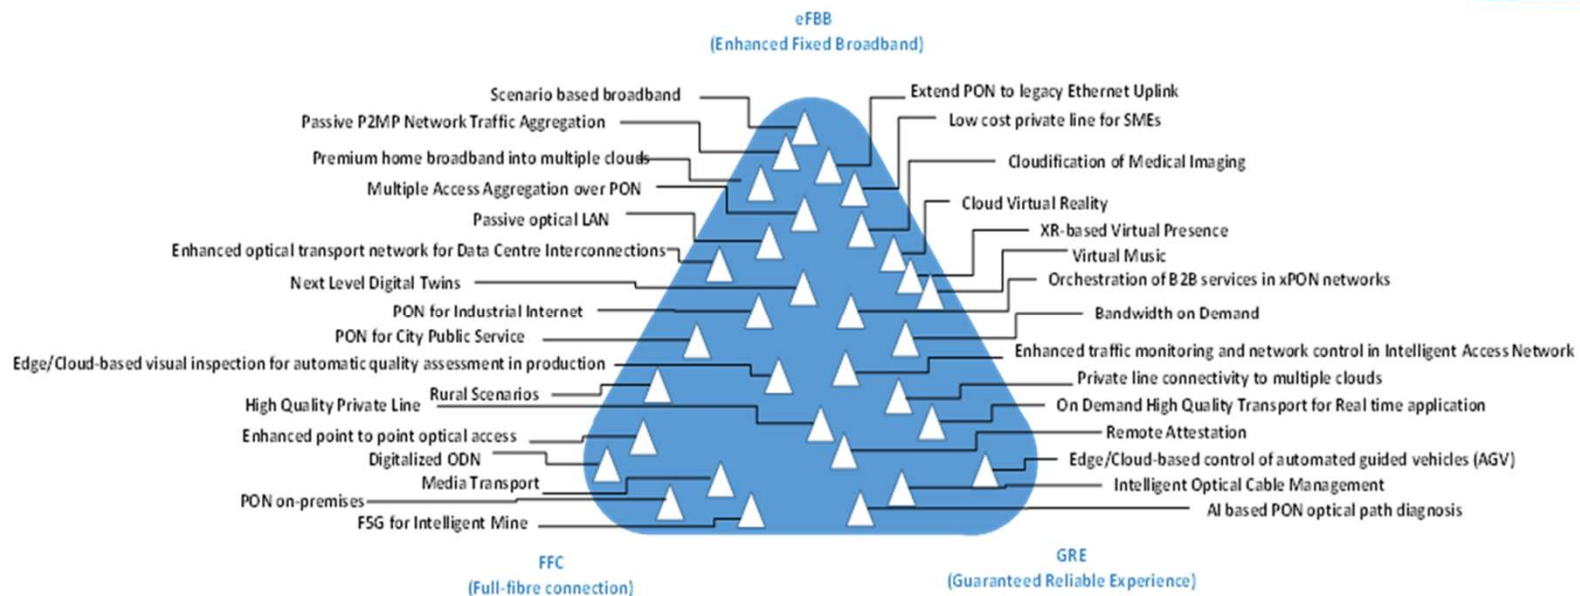 eFBB
(Enhanced Fixed Broadband)
Scenario based broadband
Passive P2MP Network Traffic Aggregation
Premium home broadband into multiple clouds
Multiple Access Aggregation over PON
Passive optical LAN
Enhanced optical transport network for Data Centre Interconnections
Next Level Digital Twins
PON for Industrial Internet
PON for City Public Service
Edge/Cloud-based visual inspection for automatic quality assessment in production
Rural Scenarios
High Quality Private Line
Enhanced point to point optical access
Digitalized ODN
Media Transport
PON on-premises
F5G for Intelligent Mine
Extend PON to legacy Ethernet Uplink
Low cost private line for SMEs
Cloudification of Medical Imaging
Cloud Virtual Reality
XR-based Virtual Presence
Virtual Music
Orchestration of B2B services in xPON networks
Bandwidth on Demand
Enhanced traffic monitoring and network control in Intelligent Access Network
Private line connectivity to multiple clouds
On Demand High Quality Transport for Real time application
Remote Attestation
Edge/Cloud-based control of automated guided vehicles (AGV)
Intelligent Optical Cable Management
AI based PON optical path diagnosis
FFC
(Full-fibre connection)
GRE
(Guaranteed Reliable Experience)